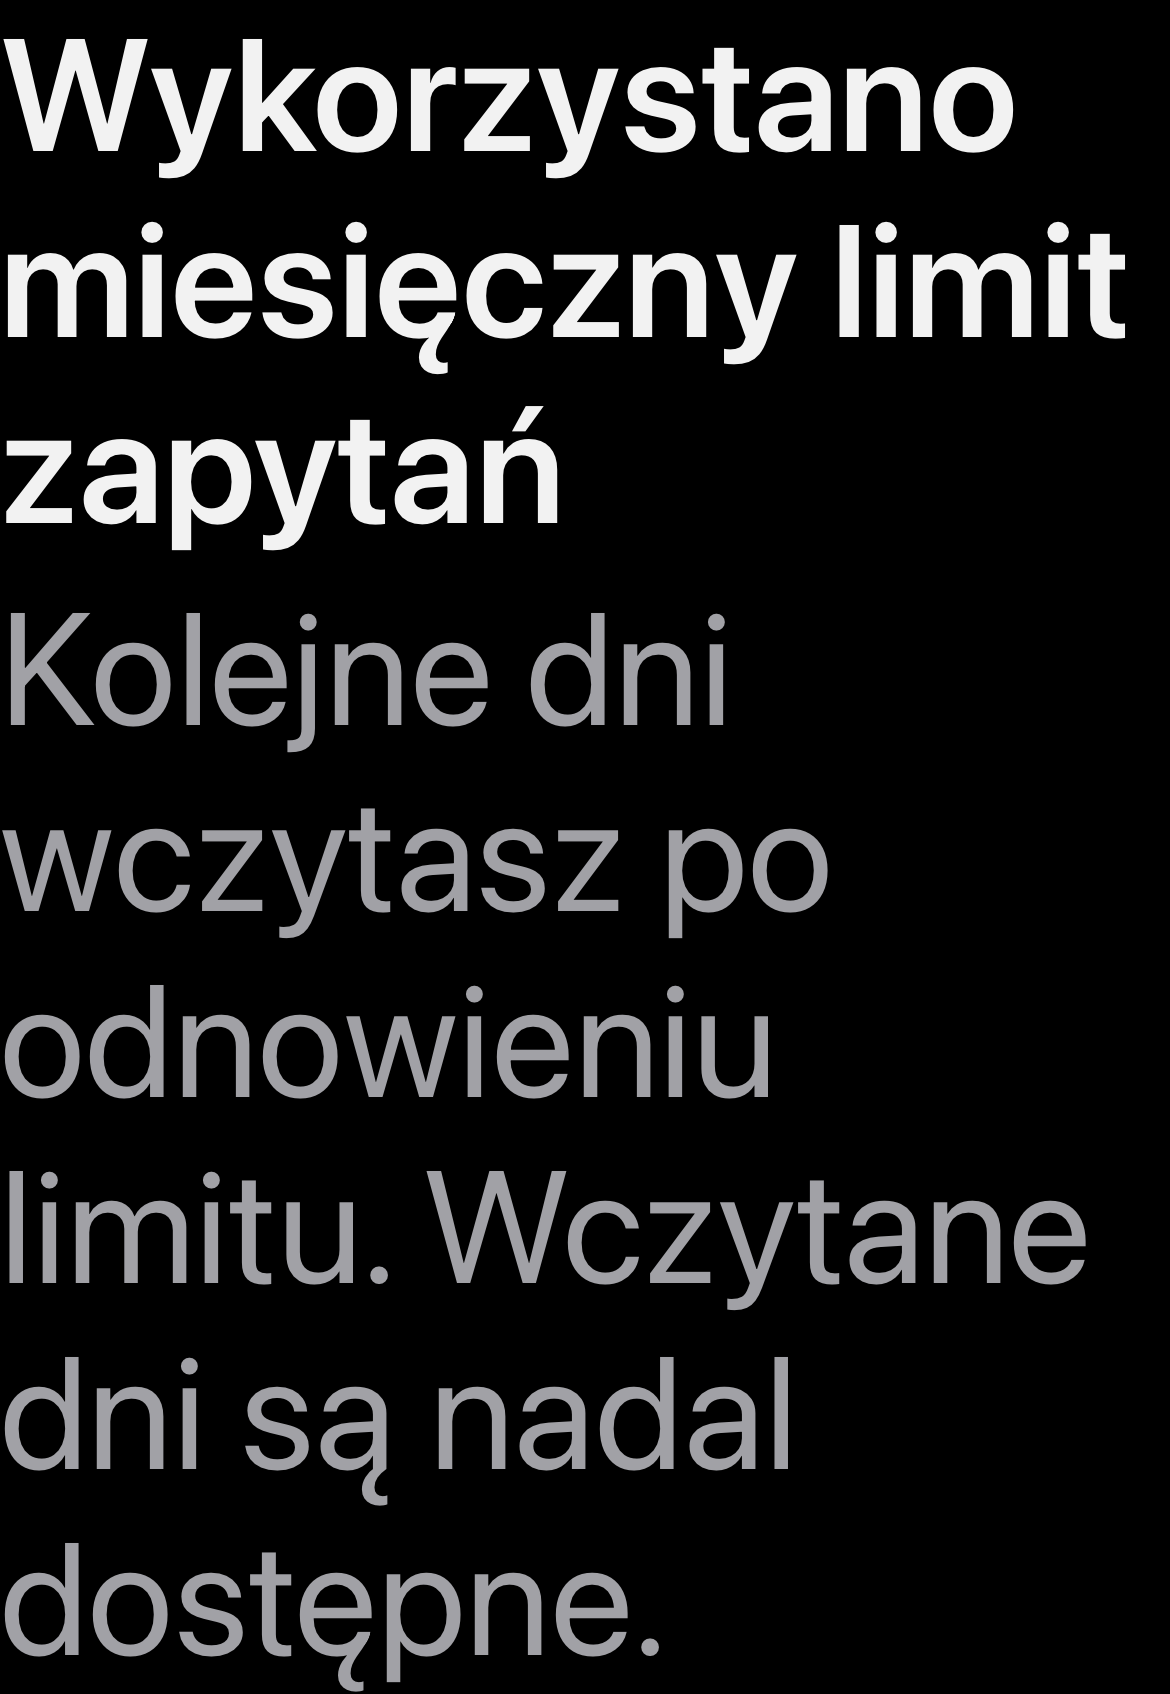 Wykorzystano
miesięczny limit
zapytań
Kolejne dni
wczytasz po
odnowieniu
limitu. Wczytane
dni są nadal
dostępne.